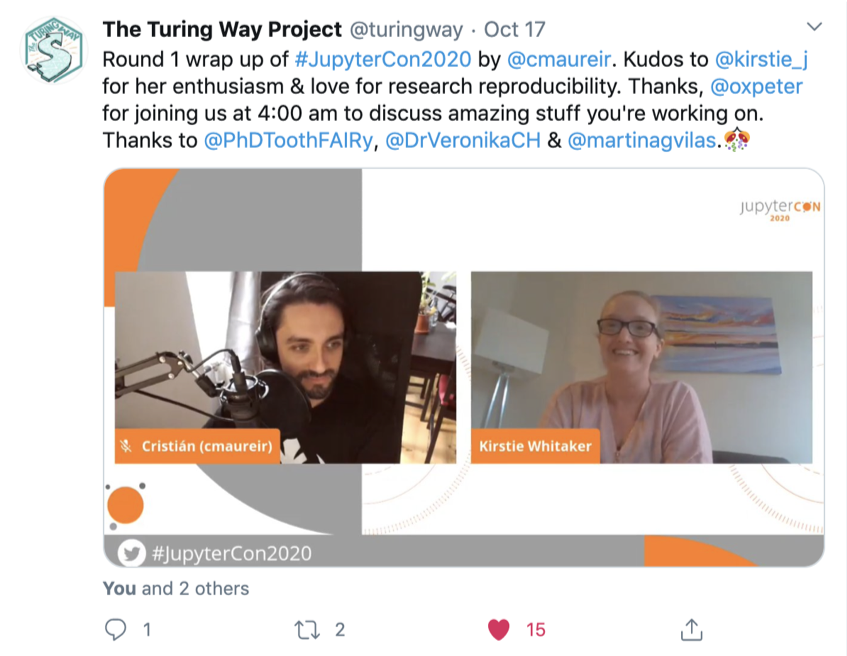 The Turing Way Project @turingway · Oct 17
Round 1 wrap up of #JupyterCon2020 by @cmaureir. Kudos to @kirstie_j
for her enthusiasm & love for research reproducibility. Thanks, @oxpeter
for joining us at 4:00 am to discuss amazing stuff you're working on.
Thanks to @PhDToothFAIRy, @DrVeronikaCH & @martinagvilas.🎊
jupytercon
2020
Cristián (cmaureir)
Kirstie Whitaker
#JupyterCon2020
You and 2 others
1
2
15